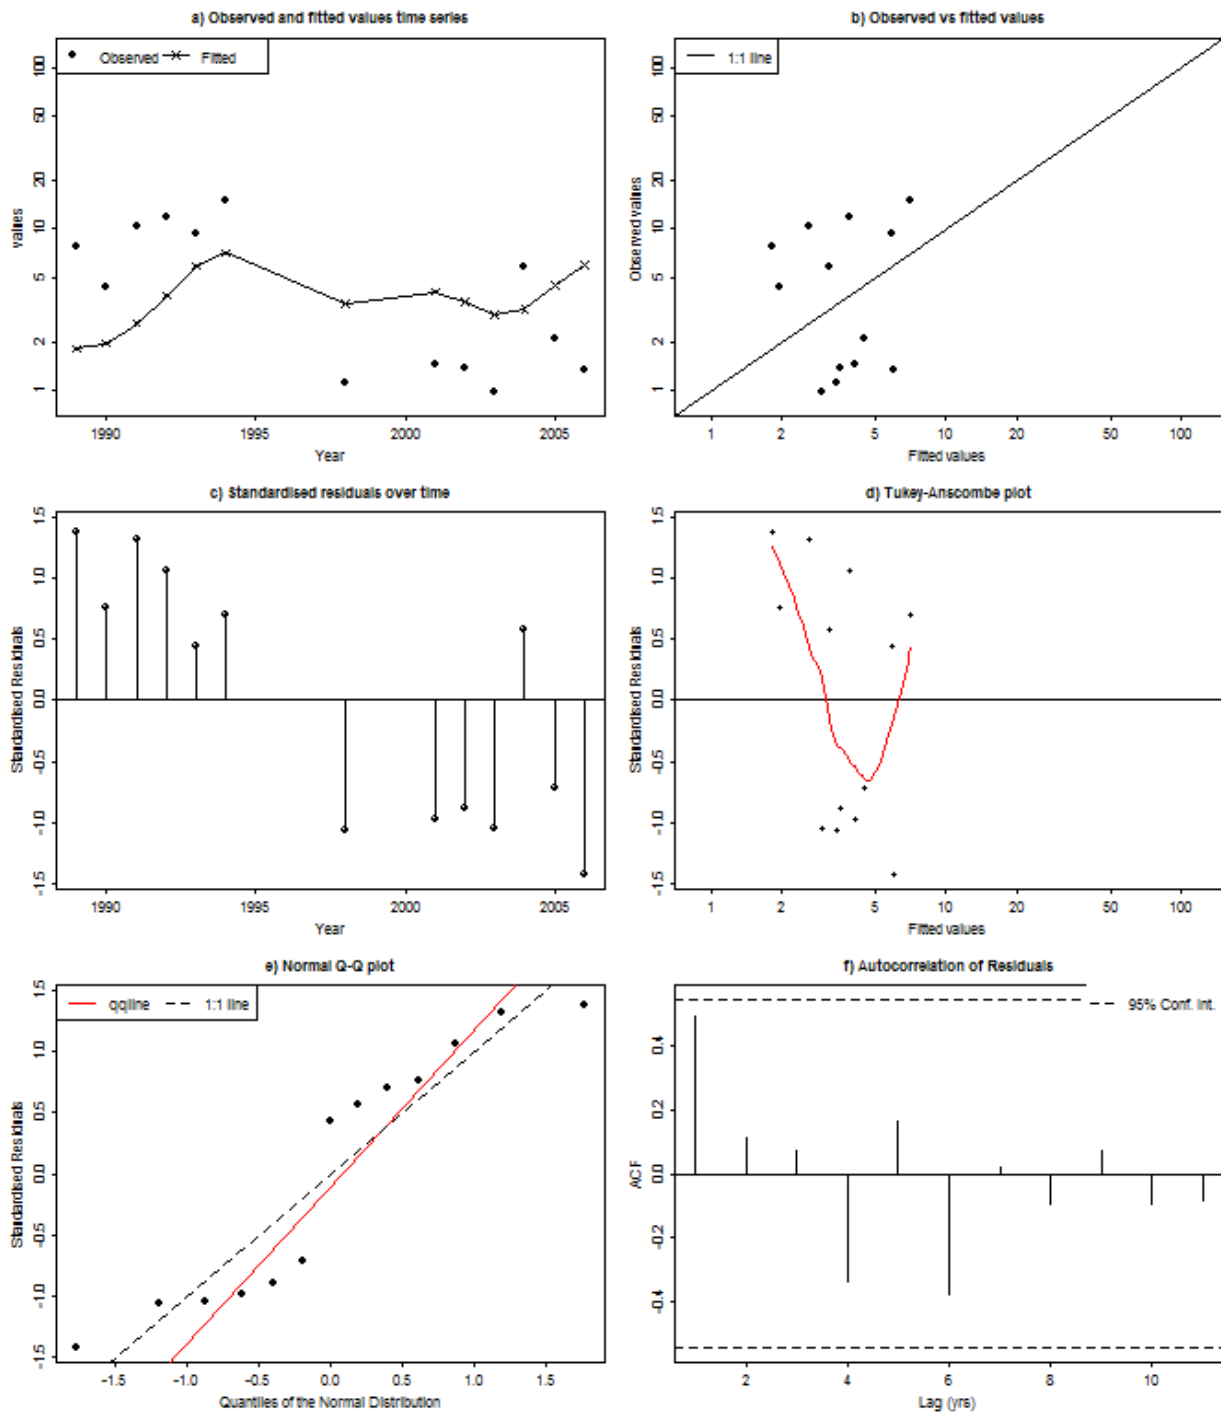 a) Observed and fitted values time series
Observed Fitted
values
100
50
20
10
5
2
1
1990 1995 2000 2005
Year
b) Observed vs fitted values
1:1 line
Observed values
100
50
20
10
5
2
1
1 2 5 10 20 50 100
Fitted values
c) Standardised residuals over time
Standardised Residuals
1.5
1.0
0.5
0.0
-0.5
-1.0
-1.5
1990 1995 2000 2005
Year
d) Tukey-Anscombe plot
Standardised Residuals
1.5
1.0
0.5
0.0
-0.5
-1.0
-1.5
1 2 5 10 20 50 100
Fitted values
e) Normal Q-Q plot
qqline 1:1 line
Standardised Residuals
1.5
1.0
0.5
0.0
-0.5
-1.0
-1.5
-1.5 -1.0 -0.5 0.0 0.5 1.0 1.5
Quantiles of the Normal Distribution
f) Autocorrelation of Residuals
95% Conf. Int.
ACF
0.4
0.2
0.0
-0.2
-0.4
2 4 6 8 10
Lag (yrs)